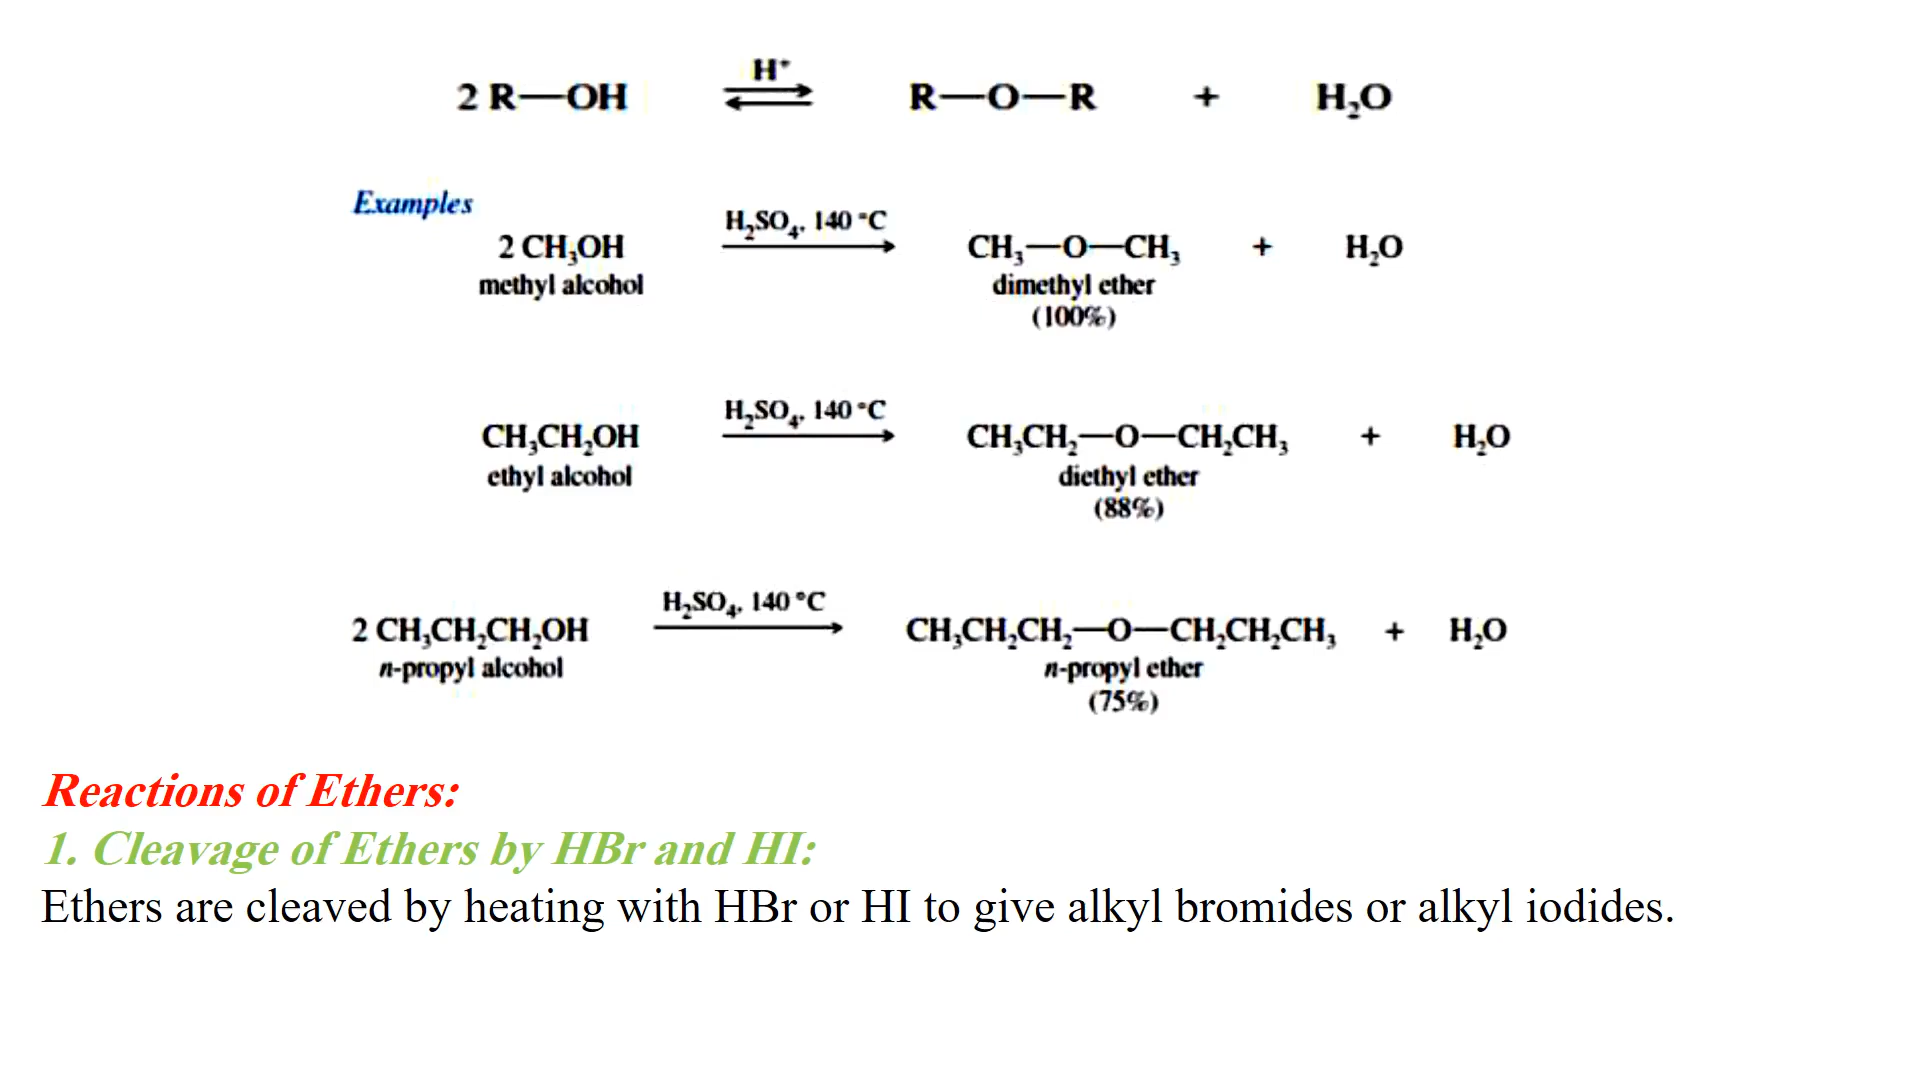 2 R—OH ⇌ H⁺ R—O—R + H₂O
Examples
2 CH₃OH H₂SO₄, 140 °C → CH₃—O—CH₃ + H₂O
methyl alcohol dimethyl ether
(100%)
CH₃CH₂OH H₂SO₄, 140 °C → CH₃CH₂—O—CH₂CH₃ + H₂O
ethyl alcohol diethyl ether
(88%)
2 CH₃CH₂CH₂OH H₂SO₄, 140 °C → CH₃CH₂CH₂—O—CH₂CH₂CH₃ + H₂O
n-propyl alcohol n-propyl ether
(75%)
Reactions of Ethers:
1. Cleavage of Ethers by HBr and HI:
Ethers are cleaved by heating with HBr or HI to give alkyl bromides or alkyl iodides.